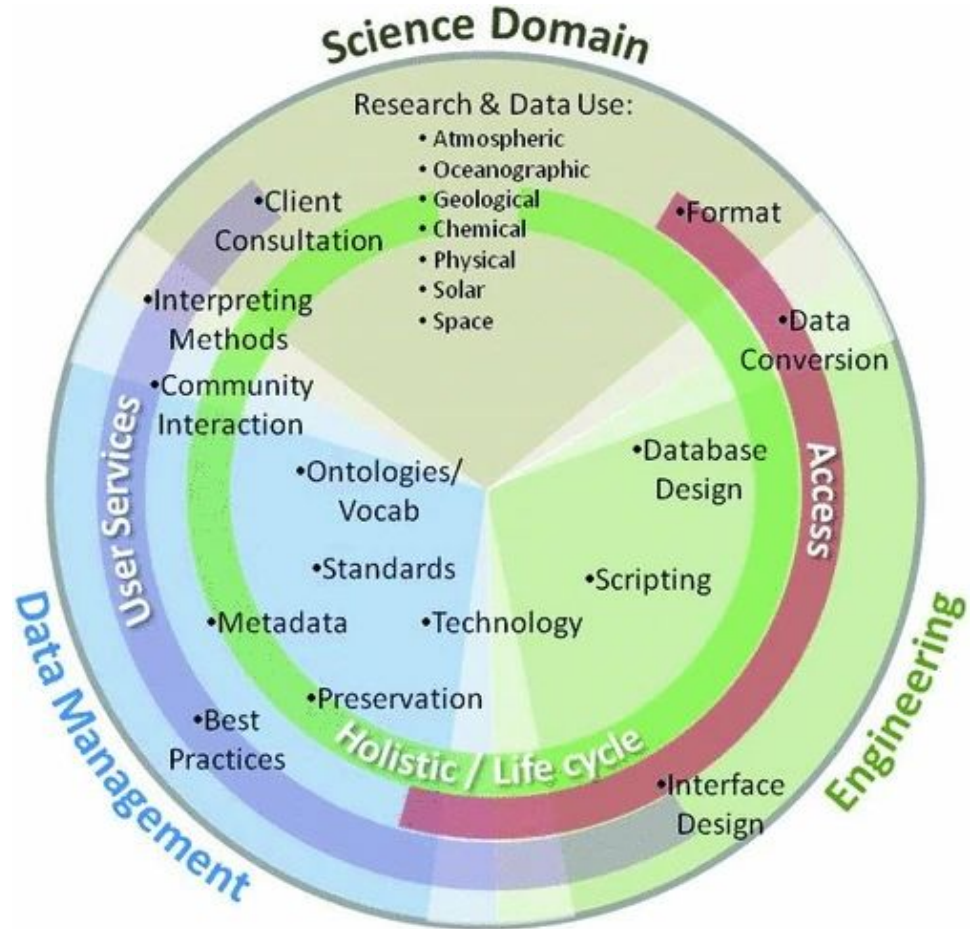 Science Domain
Research & Data Use:
• Atmospheric
• Oceanographic
• Geological
• Chemical
• Physical
• Solar
• Space
•Client
Consultation
•Format
•Interpreting
Methods
•Data
Conversion
•Community
Interaction
•Ontologies/
Vocab
•Database
Design
Access
User Services
•Standards
•Scripting
•Metadata
•Technology
•Preservation
•Best
Practices
Holistic / Life cycle
•Interface
Design
Data Management
Engineering